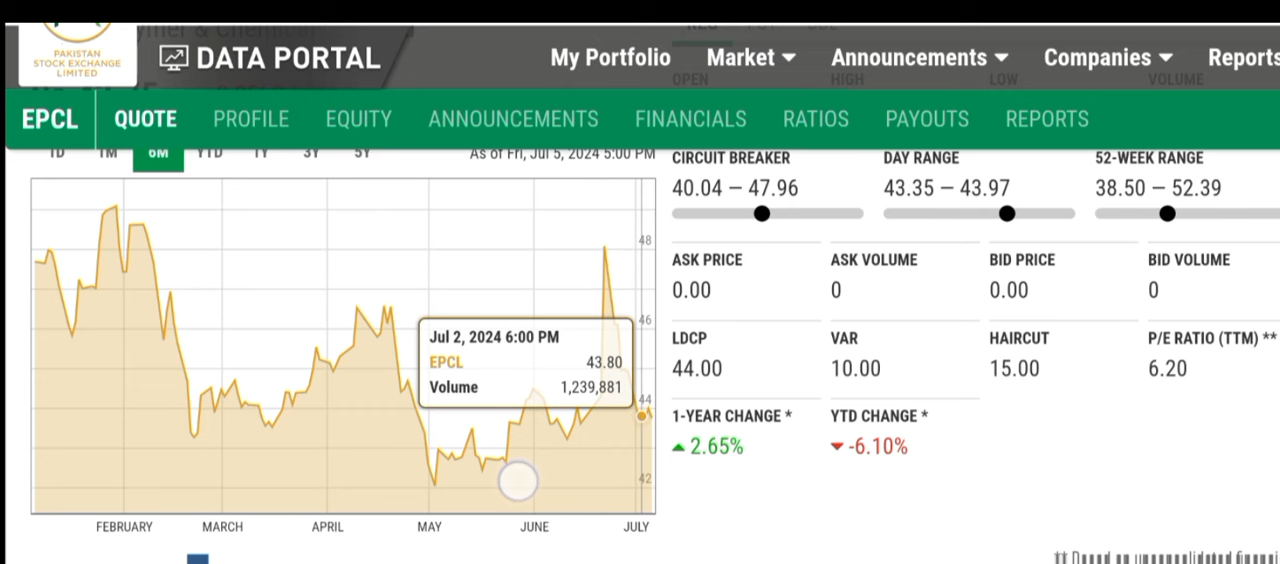 PAKISTAN
STOCK EXCHANGE
LIMITED
DATA PORTAL
My Portfolio Market Announcements Companies Reports
OPEN HIGH LOW VOLUME
EPCL QUOTE PROFILE EQUITY ANNOUNCEMENTS FINANCIALS RATIOS PAYOUTS REPORTS
1D 1M 6M YTD 1Y 3Y 5Y
As of Fri, Jul 5, 2024 5:00 PM
48
46
44
42
Jul 2, 2024 6:00 PM
EPCL 43.80
Volume 1,239,881
FEBRUARY MARCH APRIL MAY JUNE JULY
CIRCUIT BREAKER DAY RANGE 52-WEEK RANGE
40.04 — 47.96 43.35 — 43.97 38.50 — 52.39
ASK PRICE ASK VOLUME BID PRICE BID VOLUME
0.00 0 0.00 0
LDCP VAR HAIRCUT P/E RATIO (TTM) **
44.00 10.00 15.00 6.20
1-YEAR CHANGE * YTD CHANGE *
2.65% -6.10%